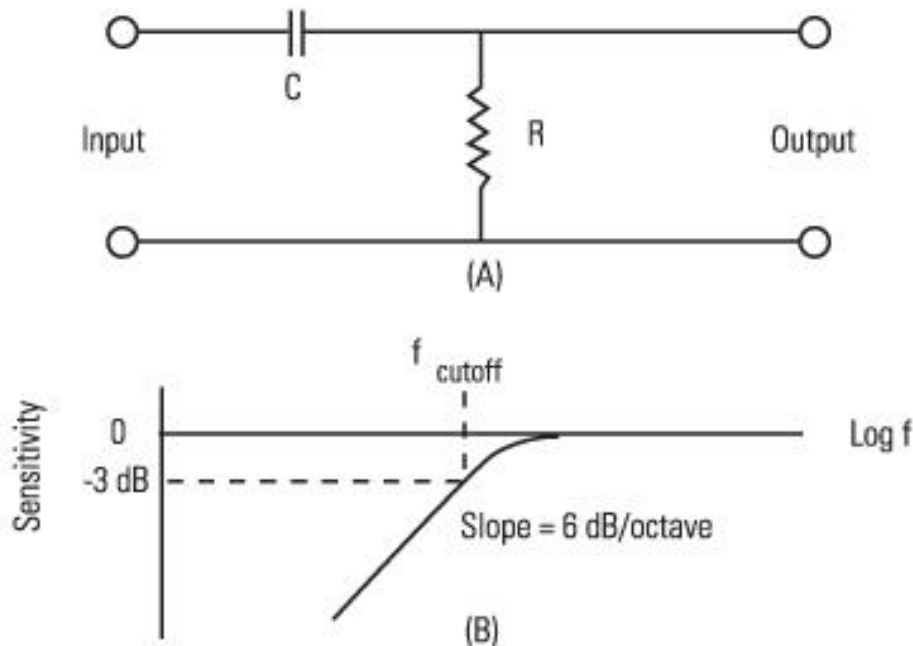 C
Input
R
Output
(A)
f cutoff
Sensitivity
0
Log f
-3 dB
Slope = 6 dB/octave
(B)